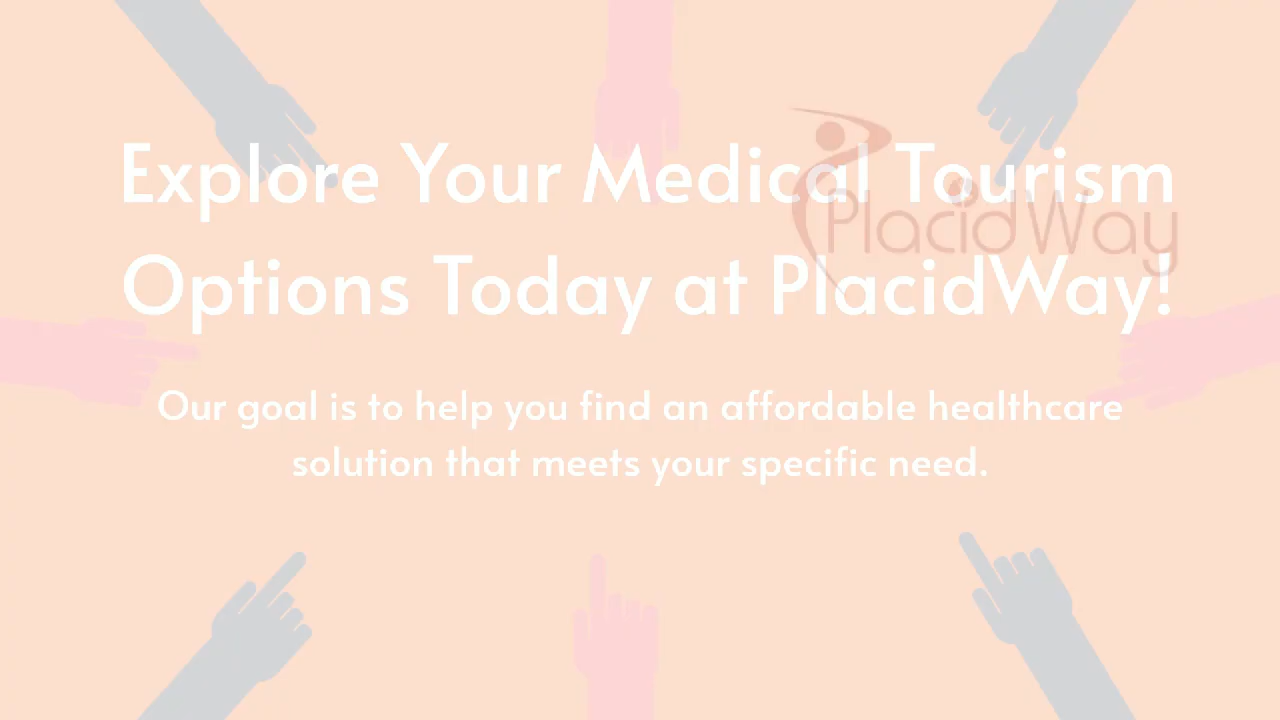 Explore Your Medical Tourism
PlacidWay
Options Today at PlacidWay!
Our goal is to help you find an affordable healthcare
solution that meets your specific need.